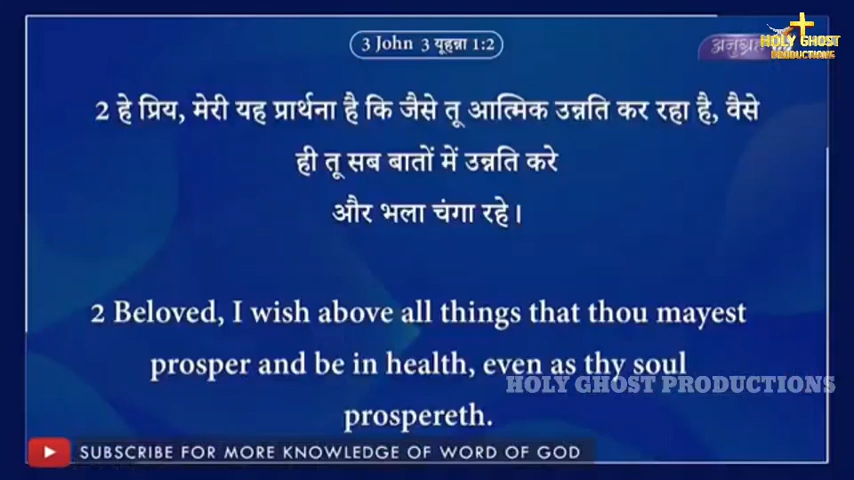 3 John 3 यूहन्ना 1:2
HOLY GHOST
PRODUCTIONS
2 हे प्रिय, मेरी यह प्रार्थना है कि जैसे तू आत्मिक उन्नति कर रहा है, वैसे
ही तू सब बातों में उन्नति करे
और भला चंगा रहे।
2 Beloved, I wish above all things that thou mayest
prosper and be in health, even as thy soul
prospereth.
HOLY GHOST PRODUCTIONS
SUBSCRIBE FOR MORE KNOWLEDGE OF WORD OF GOD